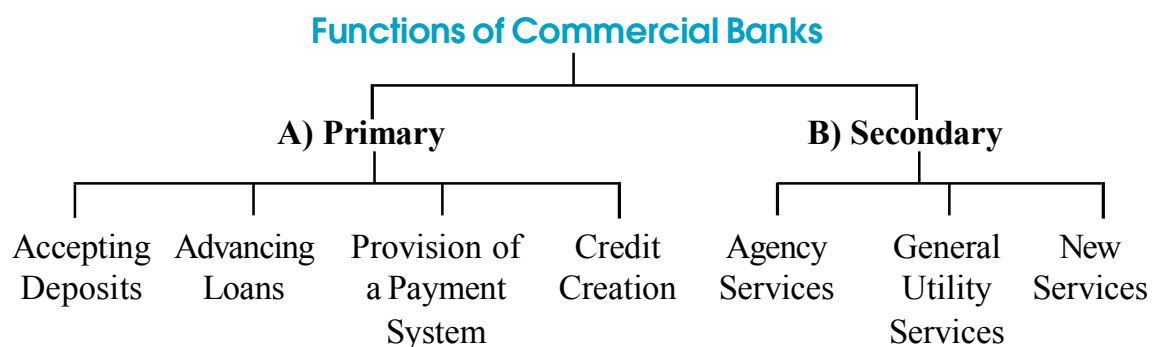 Functions of Commercial Banks
A) Primary
B) Secondary
Accepting
Deposits
Advancing
Loans
Provision of
a Payment
System
Credit
Creation
Agency
Services
General
Utility
Services
New
Services